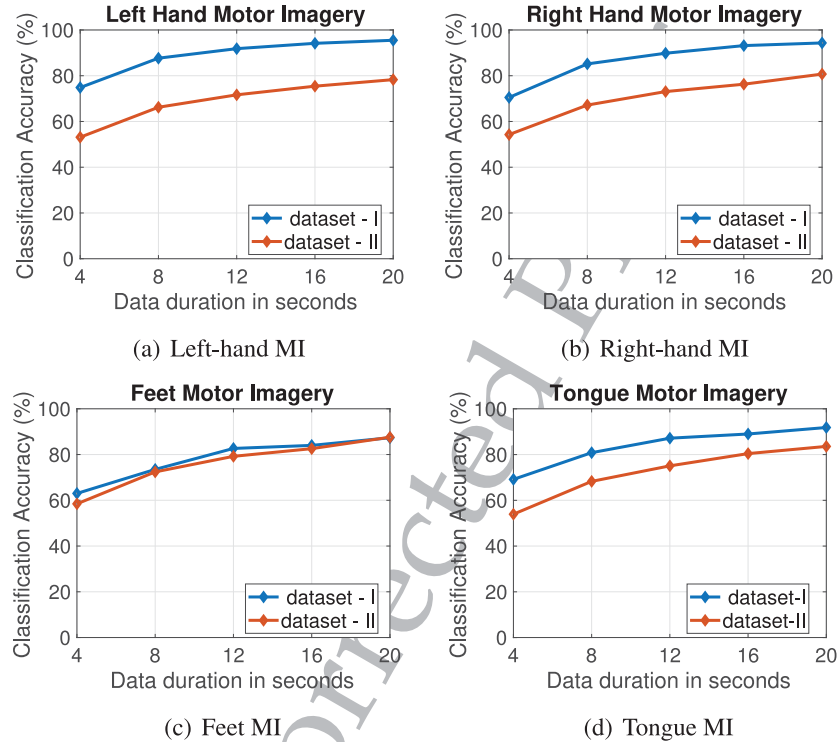 Left Hand Motor Imagery
Classification Accuracy (%)
100
80
60
40
20
0
dataset - I
dataset - II
4 8 12 16 20
Data duration in seconds
(a) Left-hand MI
Right Hand Motor Imagery
Classification Accuracy (%)
100
80
60
40
20
0
dataset - I
dataset - II
4 8 12 16 20
Data duration in seconds
(b) Right-hand MI
Feet Motor Imagery
Classification Accuracy (%)
100
80
60
40
20
0
dataset - I
dataset - II
4 8 12 16 20
Data duration in seconds
(c) Feet MI
Tongue Motor Imagery
Classification Accuracy (%)
100
80
60
40
20
0
dataset-I
dataset-II
4 8 12 16 20
Data duration in seconds
(d) Tongue MI
orrected P